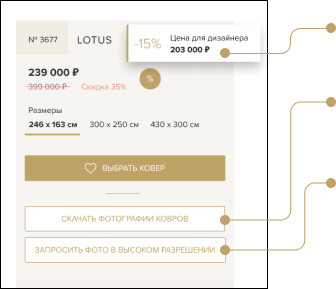 № 3677 LOTUS
-15% Цена для дизайнера
203 000 ₽
239 000 ₽
399 000 ₽ Скидка 35%
%
Размеры
246 x 163 см 300 x 250 см 430 x 300 см
ВЫБРАТЬ КОВЕР
СКАЧАТЬ ФОТОГРАФИИ КОВРОВ
ЗАПРОСИТЬ ФОТО В ВЫСОКОМ РАЗРЕШЕНИИ